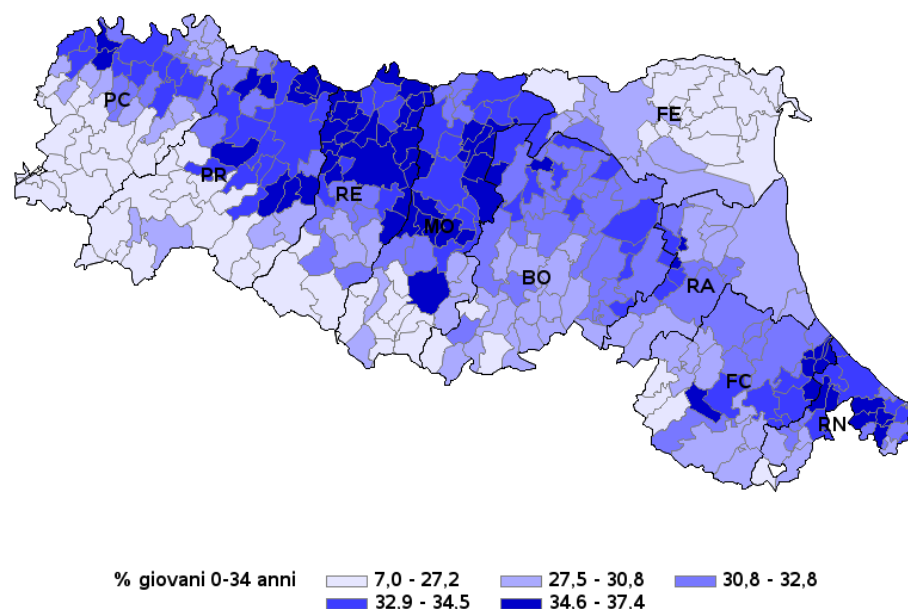 PC
FE
PR
RE
MO
BO
RA
FC
RN
% giovani 0-34 anni
7,0 - 27,2
27,5 - 30,8
30,8 - 32,8
32,9 - 34,5
34,6 - 37,4